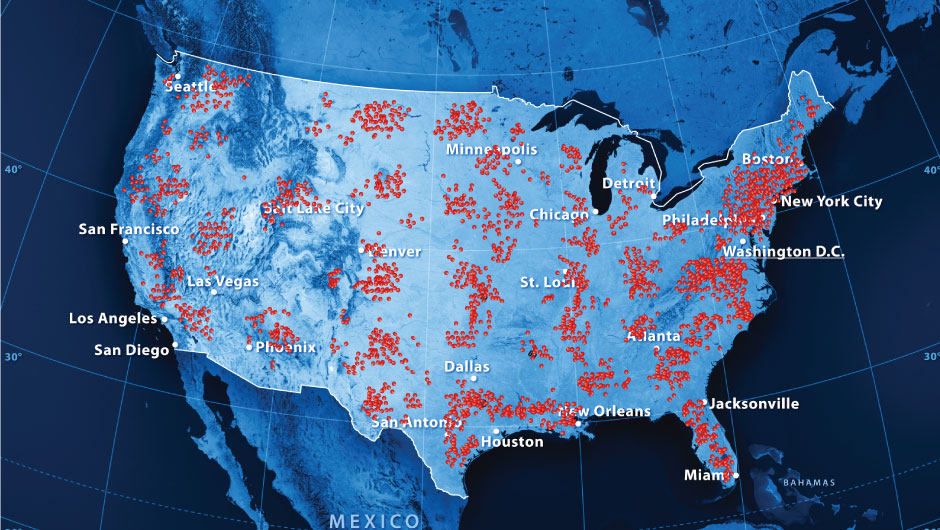 Seattle
Minneapolis
Boston
40°
40°
Detroit
Salt Lake City
New York City
Chicago
Philadelphia
San Francisco
Denver
Washington D.C.
Las Vegas
St. Louis
Los Angeles
Atlanta
San Diego
Phoenix
30°
30°
Dallas
Jacksonville
New Orleans
San Antonio
Houston
Miami
BAHAMAS
MEXICO